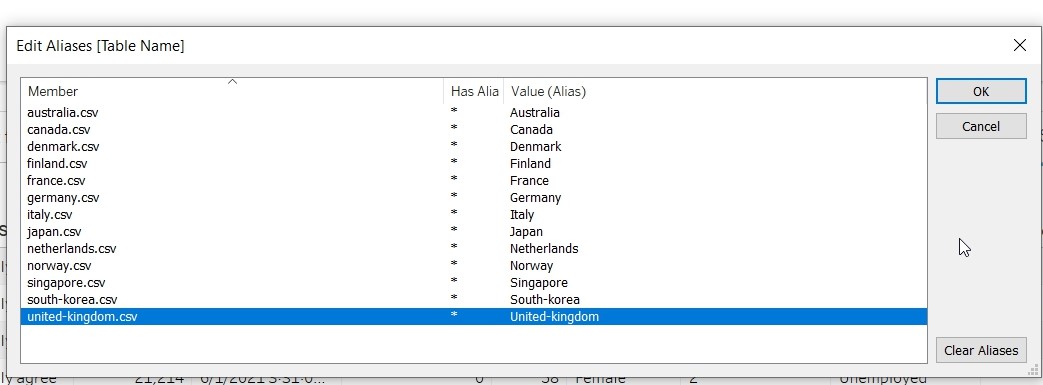 Edit Aliases [Table Name]
Member Has Alia Value (Alias)
OK
australia.csv * Australia
canada.csv * Canada
Cancel
denmark.csv * Denmark
finland.csv * Finland
france.csv * France
germany.csv * Germany
italy.csv * Italy
japan.csv * Japan
netherlands.csv * Netherlands
norway.csv * Norway
singapore.csv * Singapore
south-korea.csv * South-korea
united-kingdom.csv * United-kingdom
Clear Aliases
ly agree 21,214 6/1/2021 3:31:0... 0 58 Female 2 Unemployed